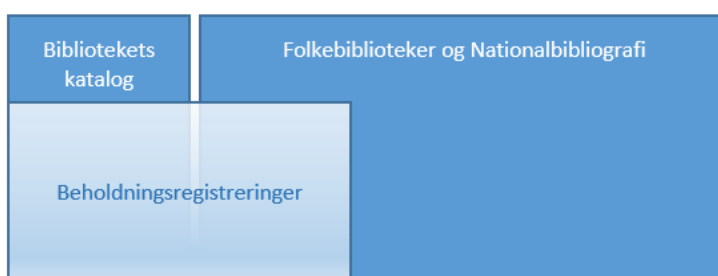 Bibliotekets
katalog
Folkebiblioteker og Nationalbibliografi
Beholdningsregistreringer